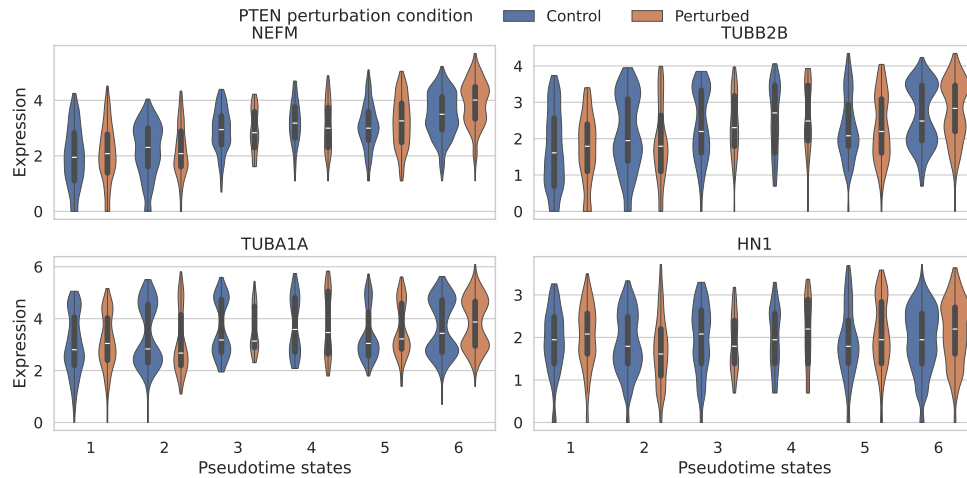 PTEN perturbation condition Control Perturbed
NEFM TUBB2B
Expression
4
2
0
4
3
2
1
0
TUBA1A HN1
Expression
6
4
2
0
3
2
1
0
1 2 3 4 5 6 1 2 3 4 5 6
Pseudotime states Pseudotime states